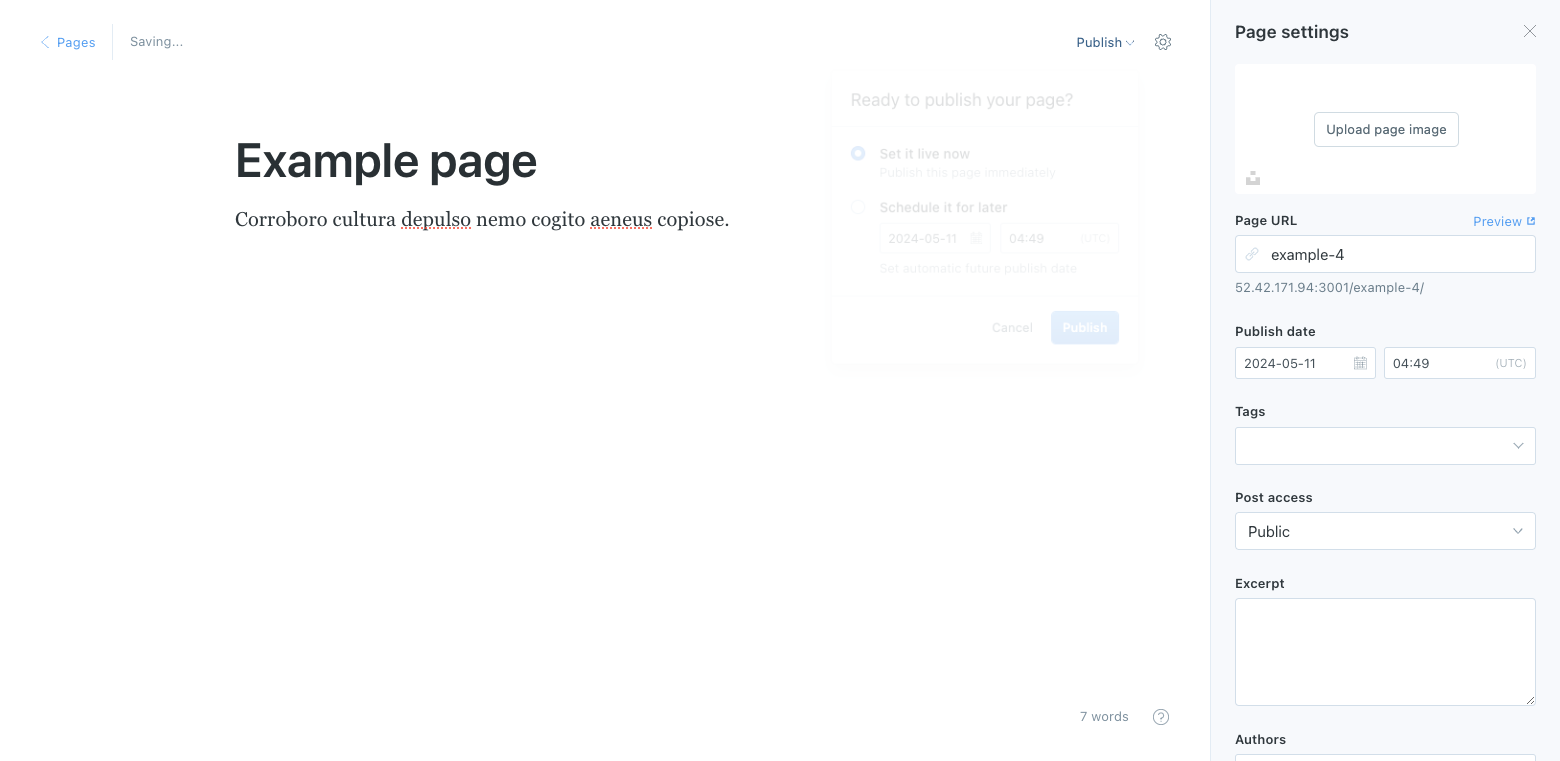 Pages
Saving...
Publish
Example page
Corroboro cultura depulso nemo cogito aeneus copiose.
Ready to publish your page?
Set it live now
Publish this page immediately
Schedule it for later
2024-05-11
04:49
(UTC)
Set automatic future publish date
Cancel
Publish
7 words
Page settings
Upload page image
Page URL
Preview
example-4
52.42.171.94:3001/example-4/
Publish date
2024-05-11
04:49
(UTC)
Tags
Post access
Public
Excerpt
Authors